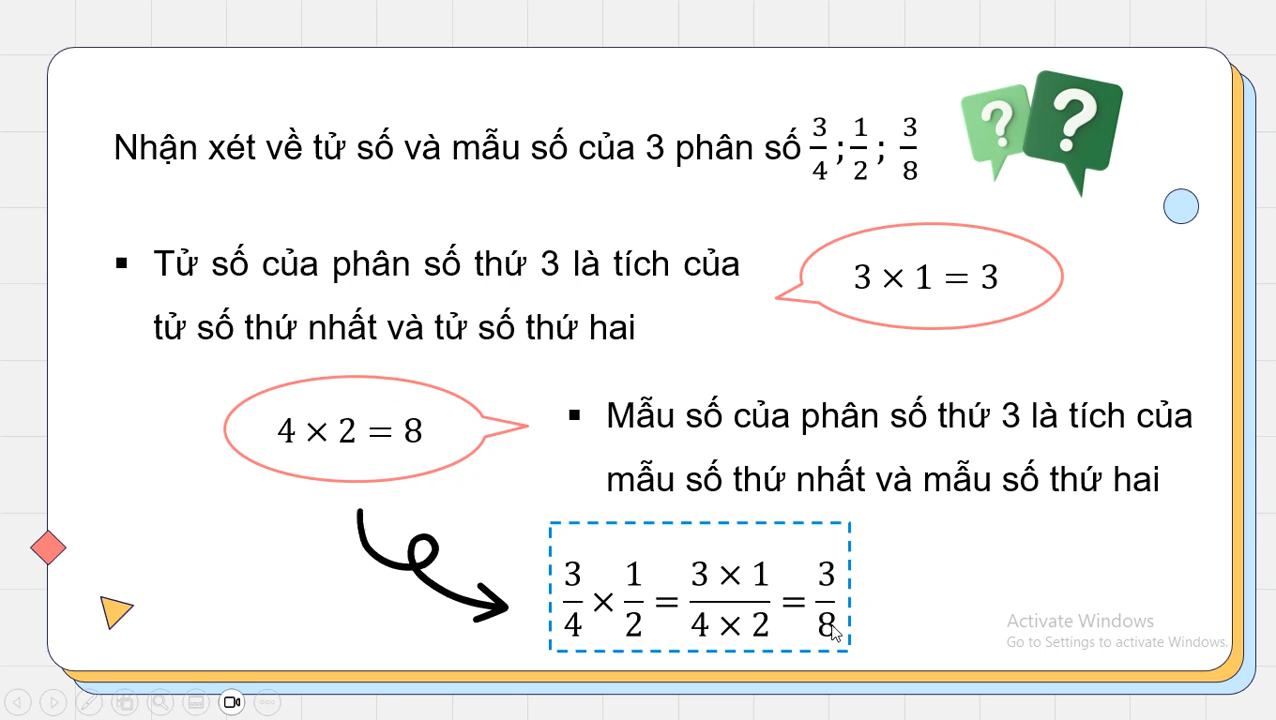 Nhận xét về tử số và mẫu số của 3 phân số 3/4 ; 1/2 ; 3/8
? ?
▪ Tử số của phân số thứ 3 là tích của
tử số thứ nhất và tử số thứ hai
3 × 1 = 3
4 × 2 = 8
▪ Mẫu số của phân số thứ 3 là tích của
mẫu số thứ nhất và mẫu số thứ hai
3/4 × 1/2 = (3 × 1)/(4 × 2) = 3/8
Activate Windows
Go to Settings to activate Windows.